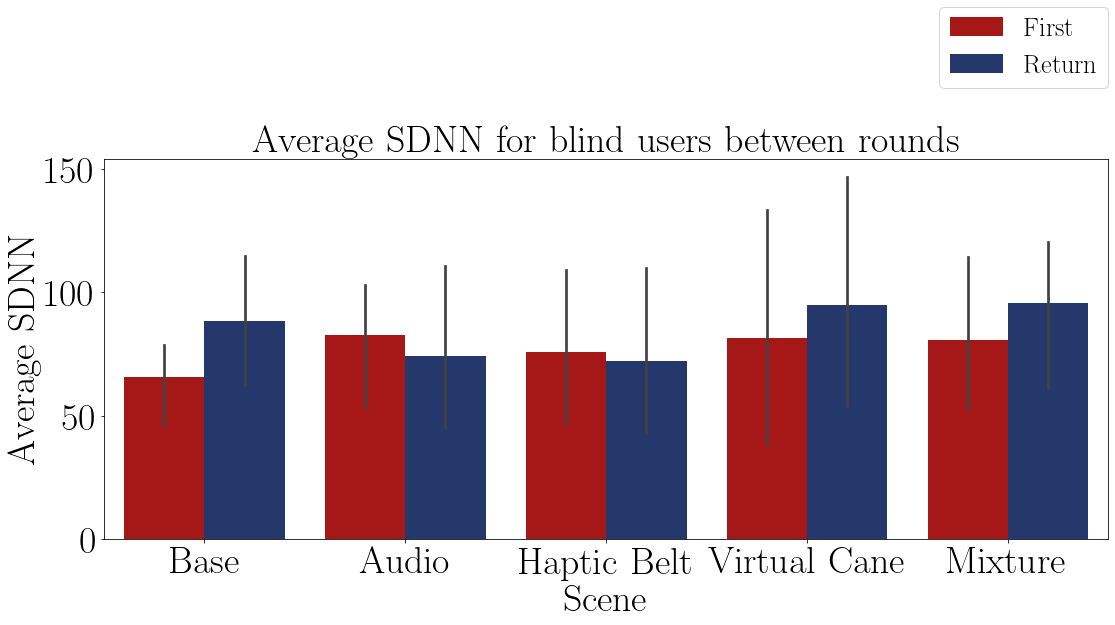 First
Return
Average SDNN for blind users between rounds
Average SDNN
150
100
50
0
Base
Audio
Haptic Belt
Virtual Cane
Mixture
Scene